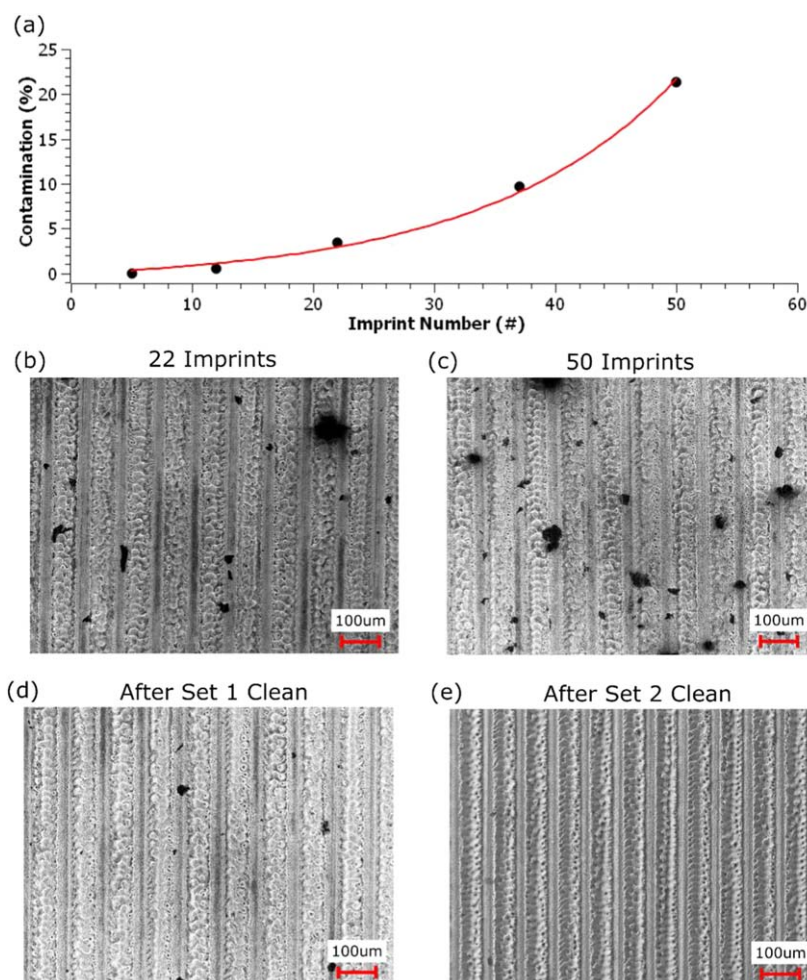 (a)
25
20
15
10
5
0
Contamination (%)
0 10 20 30 40 50 60
Imprint Number (#)
(b) 22 Imprints
(c) 50 Imprints
100um
100um
(d) After Set 1 Clean
(e) After Set 2 Clean
100um
100um